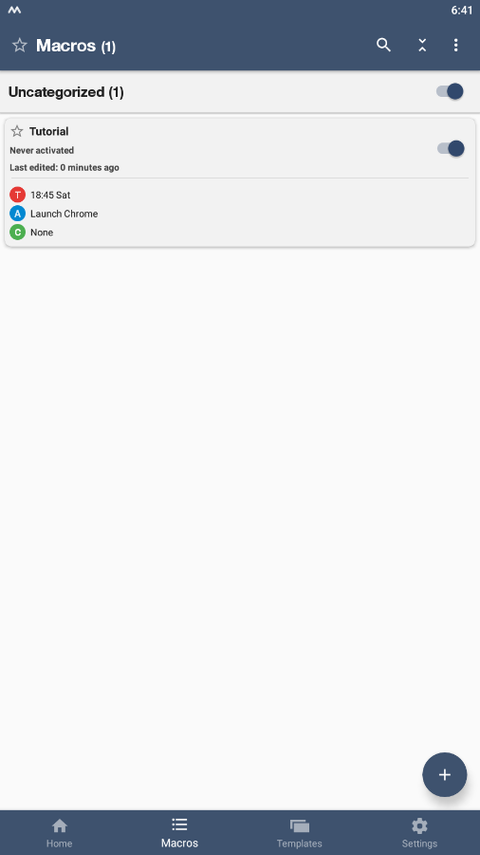 6:41
Macros (1)
Uncategorized (1)
Tutorial
Never activated
Last edited: 0 minutes ago
T 18:45 Sat
A Launch Chrome
C None
Home Macros Templates Settings